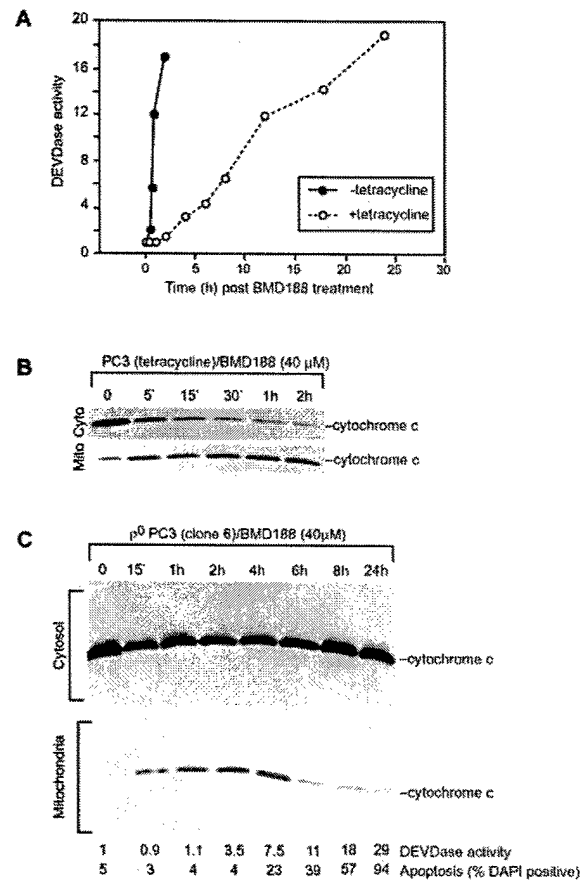 A
20
16
12
8
4
0
DEVDase activity
-tetracycline
+tetracycline
0 5 10 15 20 25 30
Time (h) post BMD188 treatment
B
PC3 (tetracycline)/BMD188 (40 µM)
0 5' 15' 30' 1h 2h
Cyto
-cytochrome c
Mito
-cytochrome c
C
ρ0 PC3 (clone 6)/BMD188 (40µM)
0 15' 1h 2h 4h 6h 8h 24h
Cytosol
-cytochrome c
Mitochondria
-cytochrome c
1 0.9 1.1 3.5 7.5 11 18 29 DEVDase activity
5 3 4 4 23 39 57 94 Apoptosis (% DAPI positive)